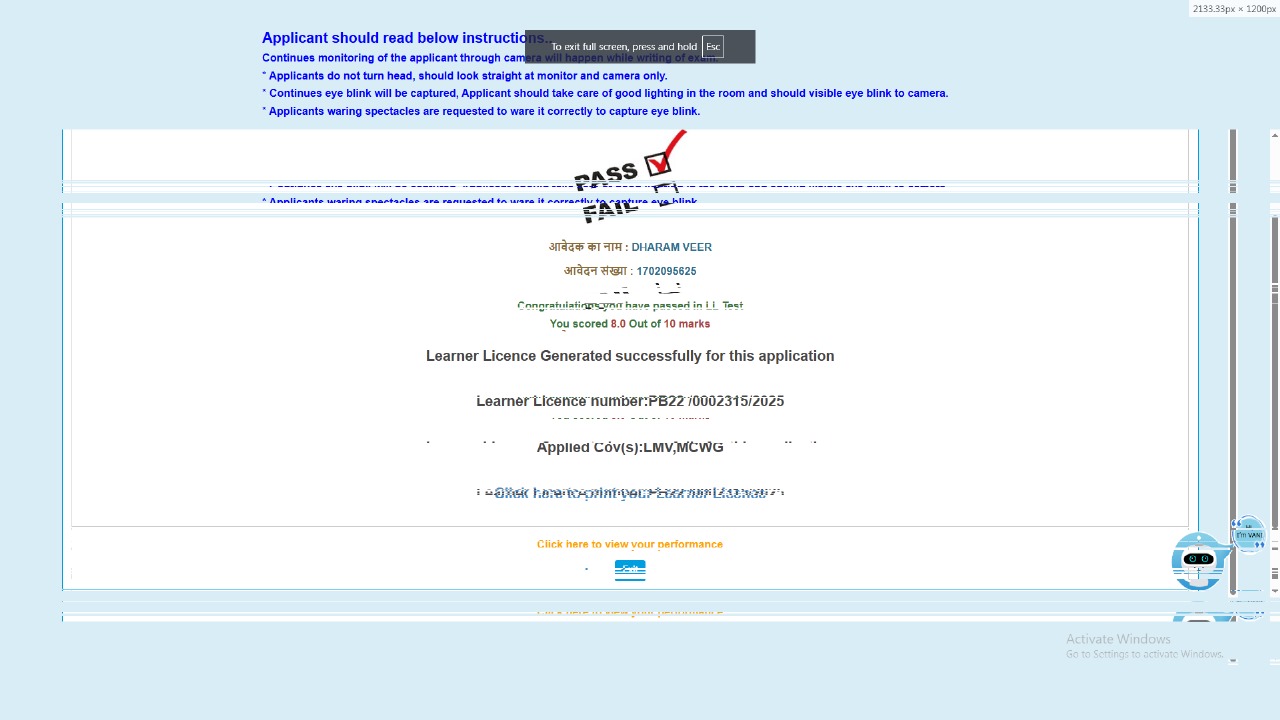 2133.33px × 1200px
Applicant should read below instructions..
To exit full screen, press and hold Esc
Continues monitoring of the applicant through camera will happen while writing of exam.
* Applicants do not turn head, should look straight at monitor and camera only.
* Continues eye blink will be captured, Applicant should take care of good lighting in the room and should visible eye blink to camera.
* Applicants waring spectacles are requested to ware it correctly to capture eye blink.
PASS
* Applicants waring spectacles are requested to ware it correctly to capture eye blink.
FAIL
आवेदक का नाम : DHARAM VEER
आवेदन संख्या : 1702095625
Congratulations you have passed in LL Test
You scored 8.0 Out of 10 marks
Learner Licence Generated successfully for this application
Learner Licence number:PB22 /0002315/2025
Applied Cov(s):LMV,MCWG
Click here to print your Learner License
Hi
I'm VANI
Click here to view your performance
Exit
Click here to view your performance
Activate Windows
Go to Settings to activate Windows.